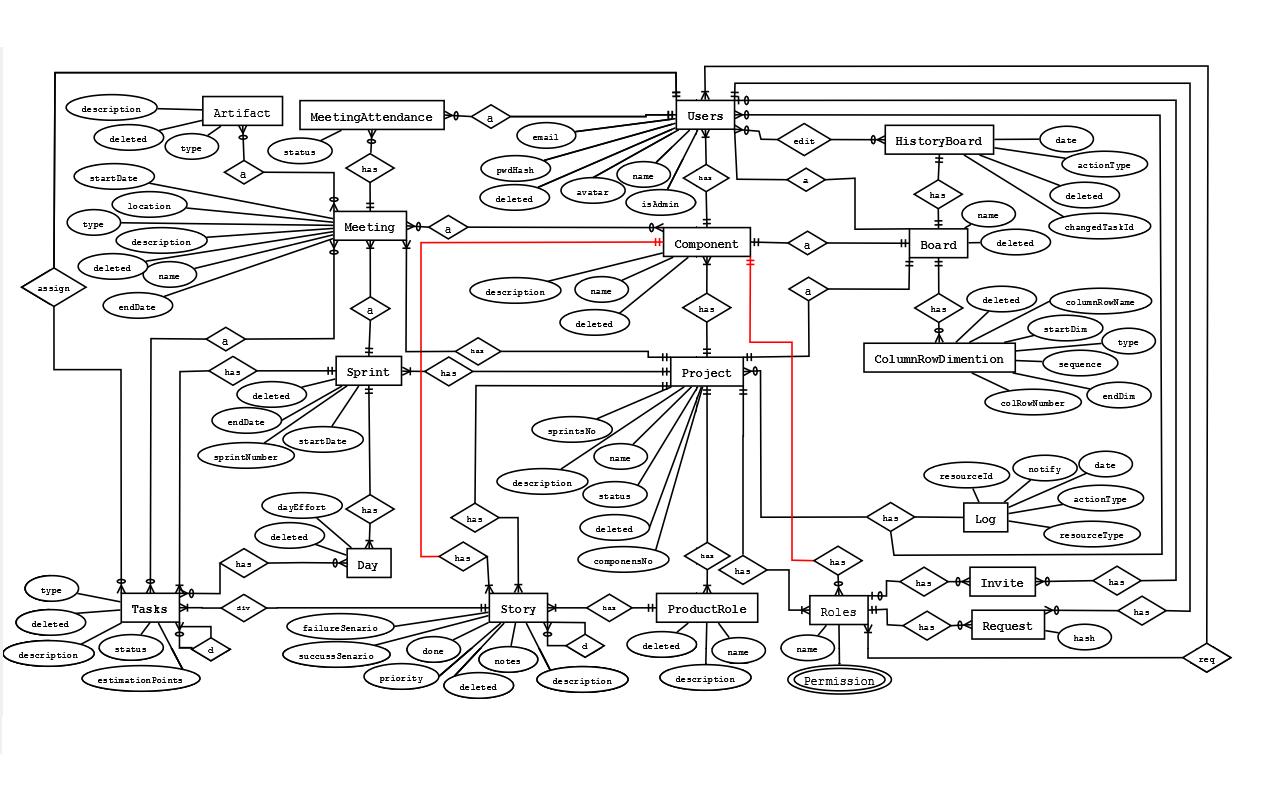 description
Artifact
MeetingAttendance
a
Users
deleted
type
a
status
has
email
pwdHash
deleted
avatar
name
isAdmin
has
edit
HistoryBoard
date
actionType
deleted
changedTaskId
a
has
startDate
location
type
description
deleted
name
endDate
Meeting
a
Component
a
Board
name
deleted
assign
description
name
deleted
has
a
has
deleted
columnRowName
startDim
type
sequence
endDim
colRowNumber
ColumnRowDimention
a
a
has
Sprint
has
has
Project
deleted
endDate
sprintNumber
startDate
sprintsNo
name
description
status
deleted
componensNo
resourceId
notify
date
actionType
resourceType
Log
has
dayEffort
deleted
has
has
has
Day
has
has
has
has
type
deleted
description
status
estimationPoints
Tasks
div
d
failureSenario
succussSenario
priority
done
deleted
notes
description
Story
has
d
ProductRole
deleted
name
description
Roles
name
Permission
has
has
Invite
has
Request
hash
has
req